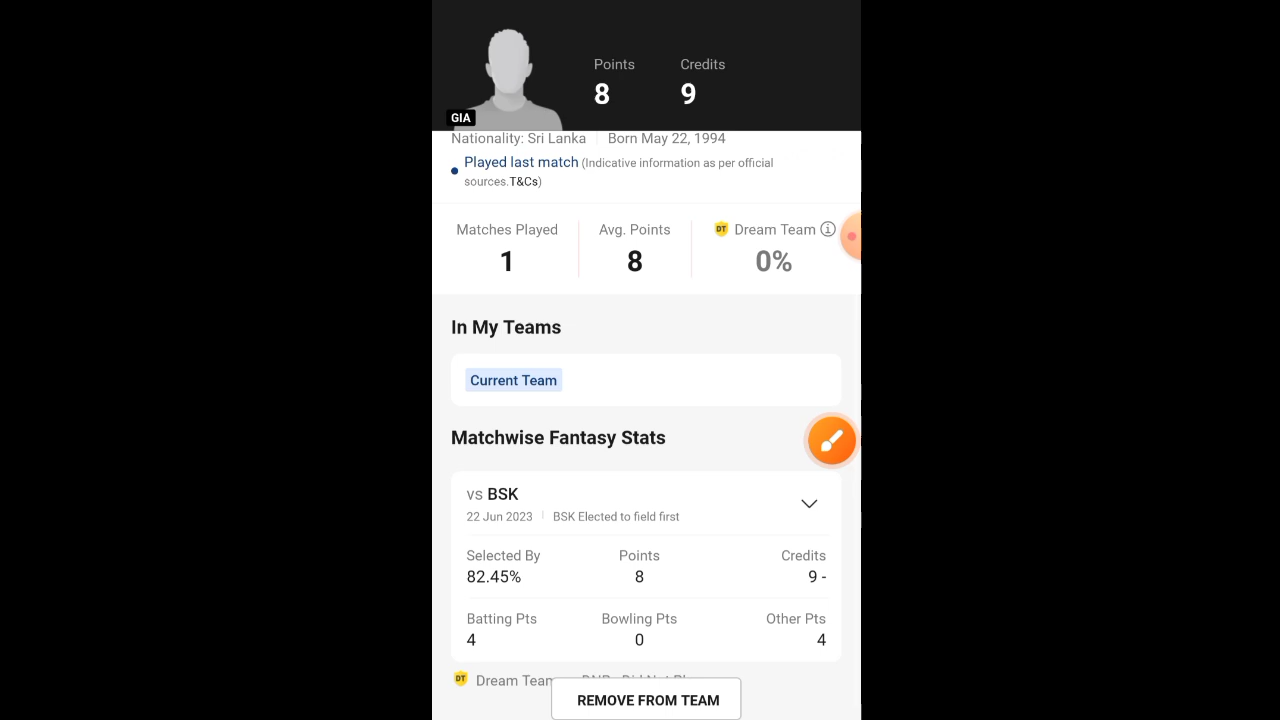 Points Credits
8 9
GIA
Nationality: Sri Lanka Born May 22, 1994
Played last match (Indicative information as per official
sources.T&Cs)
Matches Played Avg. Points DT Dream Team
1 8 0%
In My Teams
Current Team
Matchwise Fantasy Stats
vs BSK
22 Jun 2023 BSK Elected to field first
Selected By Points Credits
82.45% 8 9 -
Batting Pts Bowling Pts Other Pts
4 0 4
DT Dream Team
REMOVE FROM TEAM